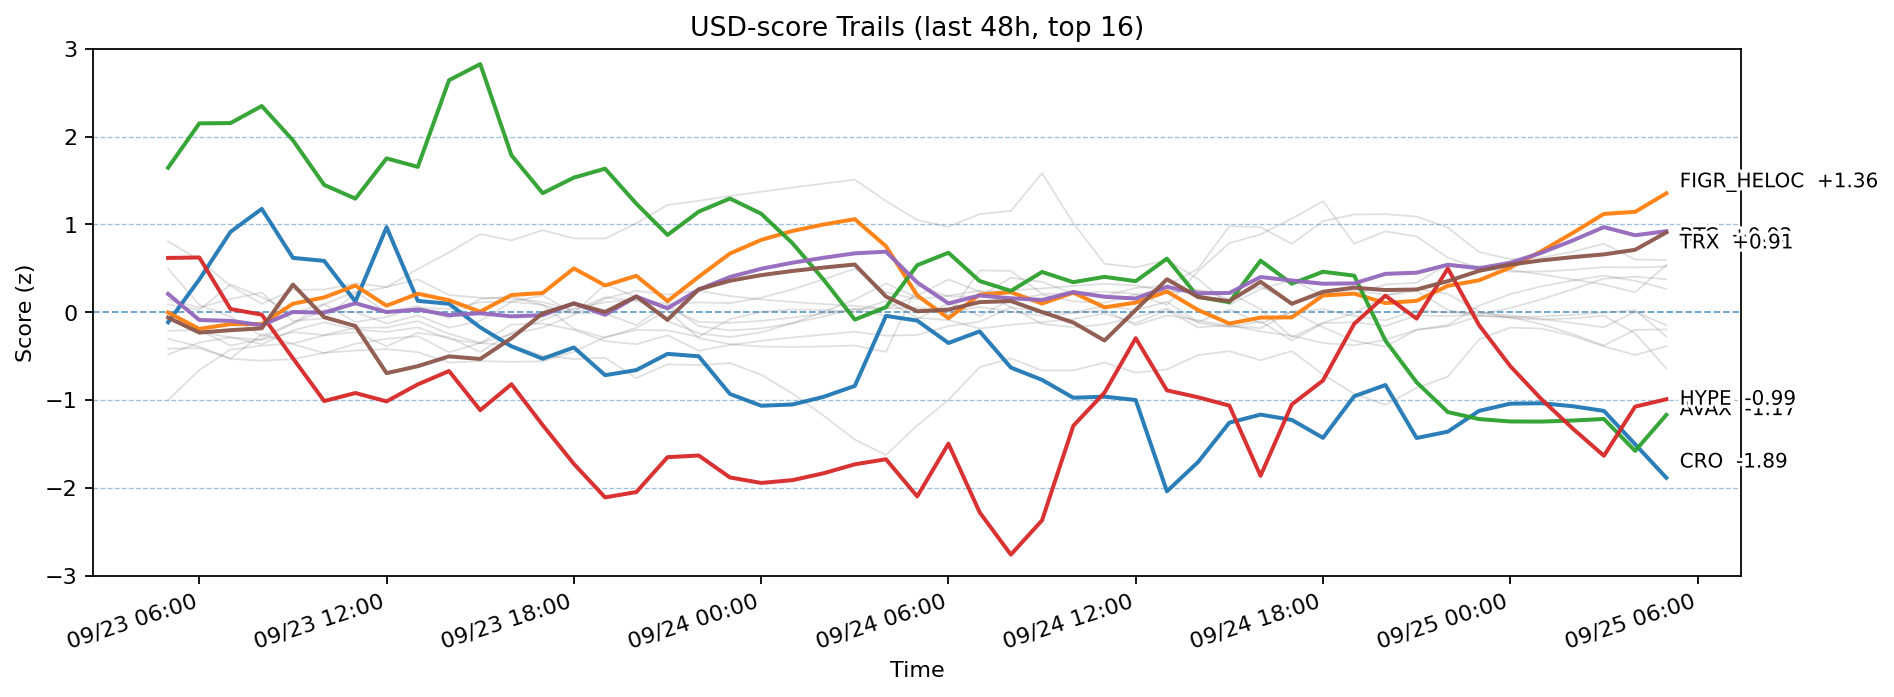 USD-score Trails (last 48h, top 16)
Score (z)
3
2
1
0
−1
−2
−3
FIGR_HELOC +1.36
TRX +0.91
HYPE -0.99
AVAX -1.17
CRO -1.89
09/23 06:00
09/23 12:00
09/23 18:00
09/24 00:00
09/24 06:00
09/24 12:00
09/24 18:00
09/25 00:00
09/25 06:00
Time